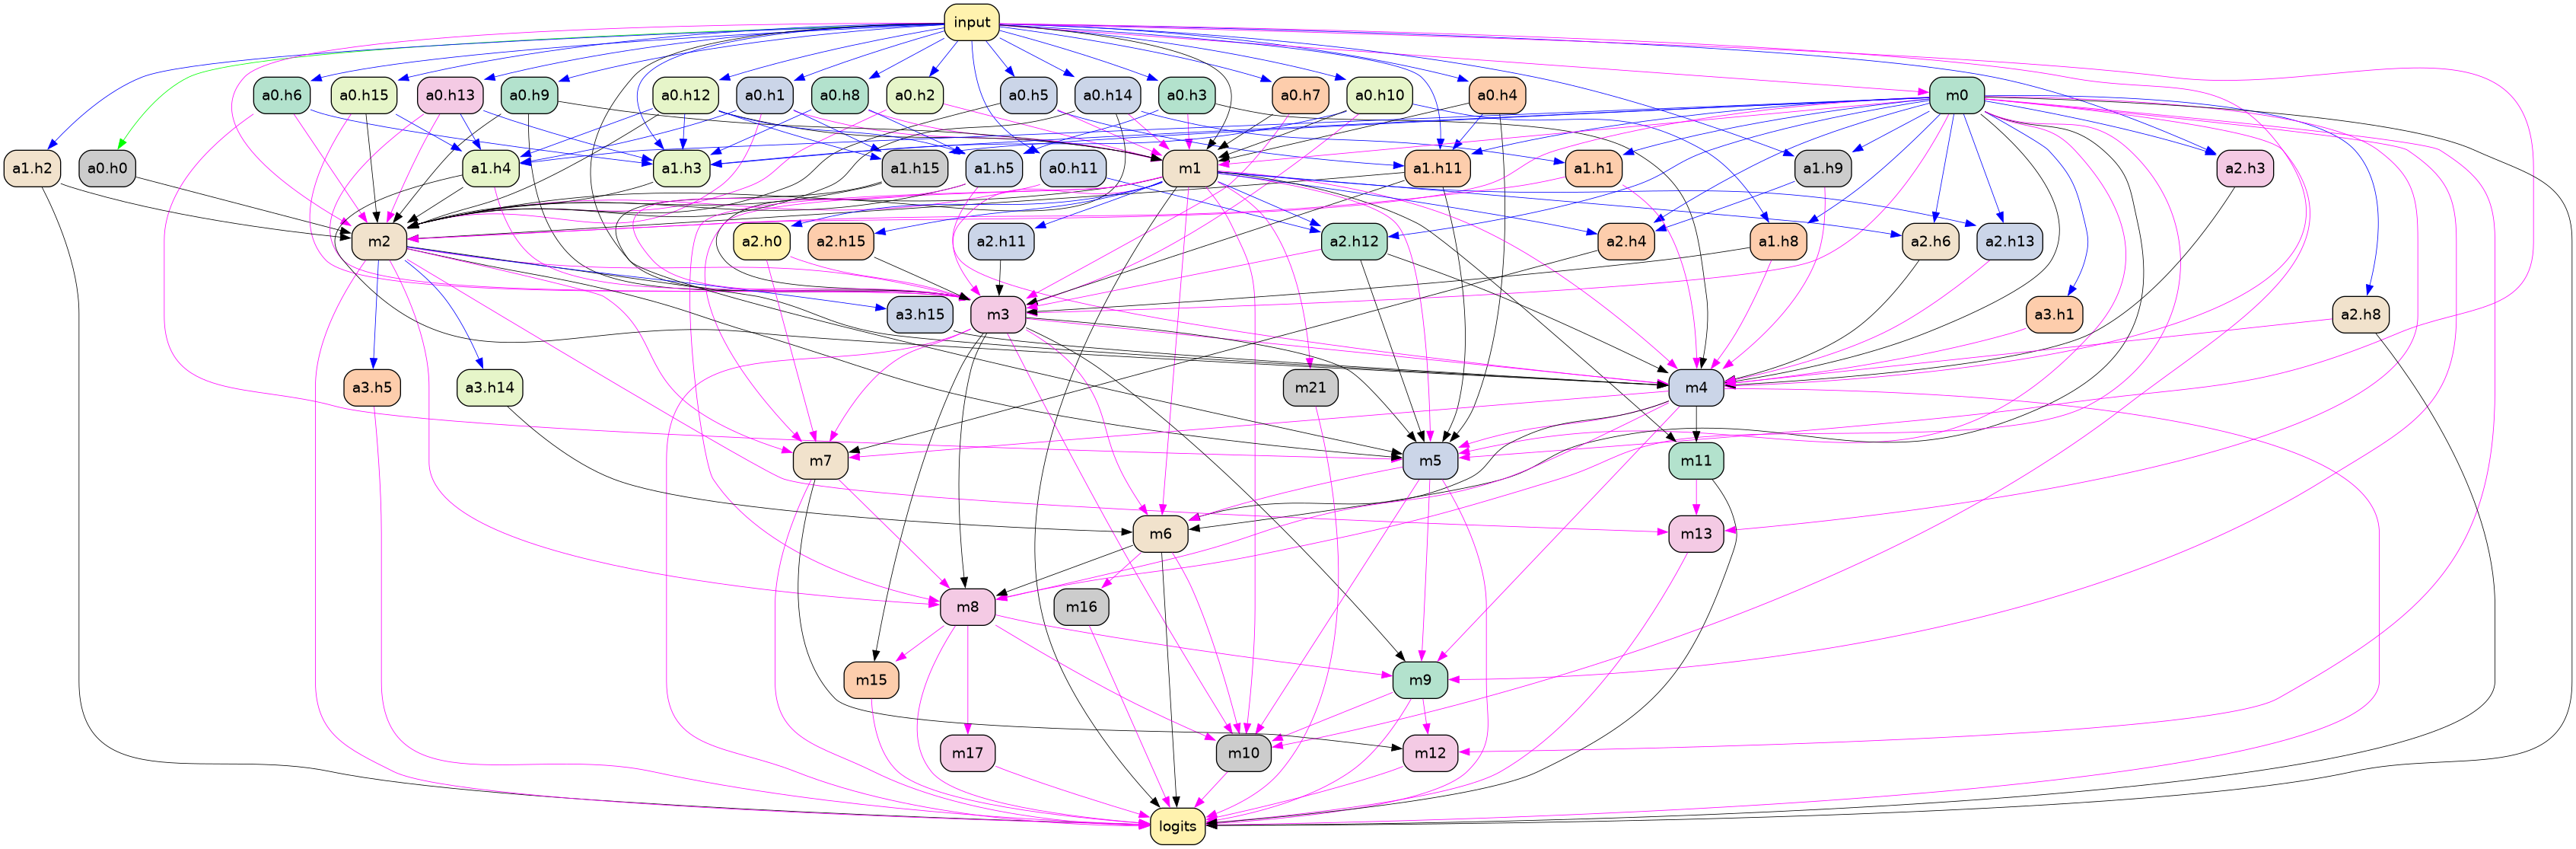 input
a0.h6 a0.h15 a0.h13 a0.h9 a0.h12 a0.h1 a0.h8 a0.h2 a0.h5 a0.h14 a0.h3 a0.h7 a0.h10 a0.h4 m0
a1.h2 a0.h0 a1.h4 a1.h3 a1.h15 a1.h5 a0.h11 m1 a1.h11 a1.h1 a1.h9 a2.h3
m2 a2.h0 a2.h15 a2.h11 a2.h12 a2.h4 a1.h8 a2.h6 a2.h13
a3.h15 m3 a3.h1 a2.h8
a3.h5 a3.h14 m21 m4
m7 m5 m11
m6 m13
m8 m16
m15 m9
m17 m10 m12
logits